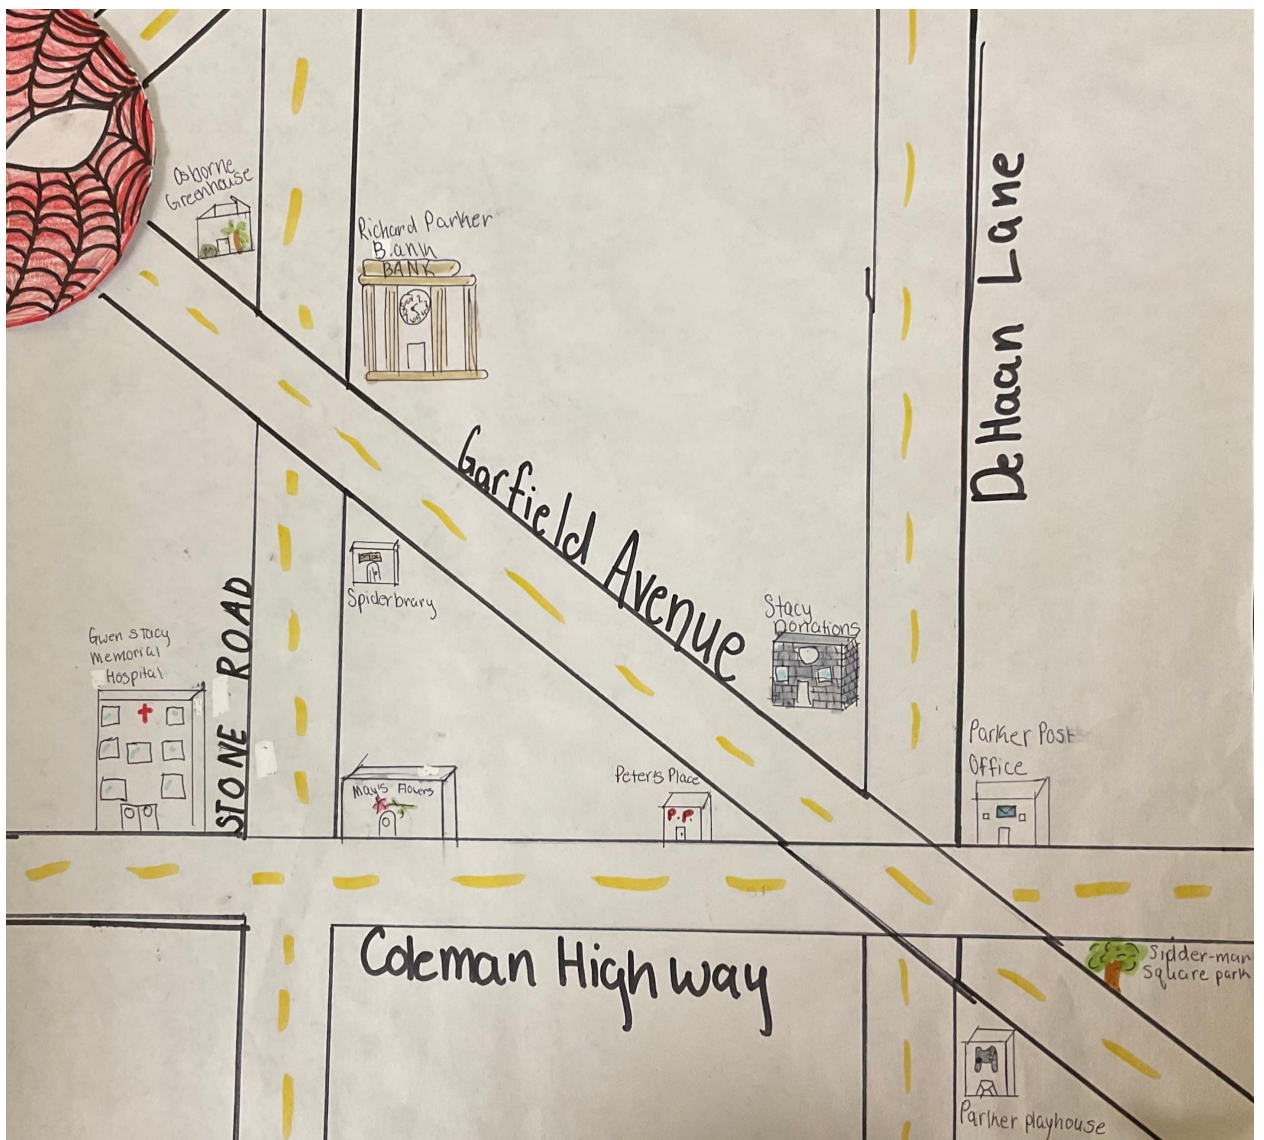 Osborne
Greenhouse
Richard Parker
Bank
BANK
DeHaan Lane
Garfield Avenue
Spiderbrary
Stacy
Donations
Gwen Stacy
Memorial
Hospital
STONE ROAD
May's Flowers
Peter's Place
P.P.
Parker Post
Office
Coleman Highway
Sidder-man
Square park
Parker playhouse